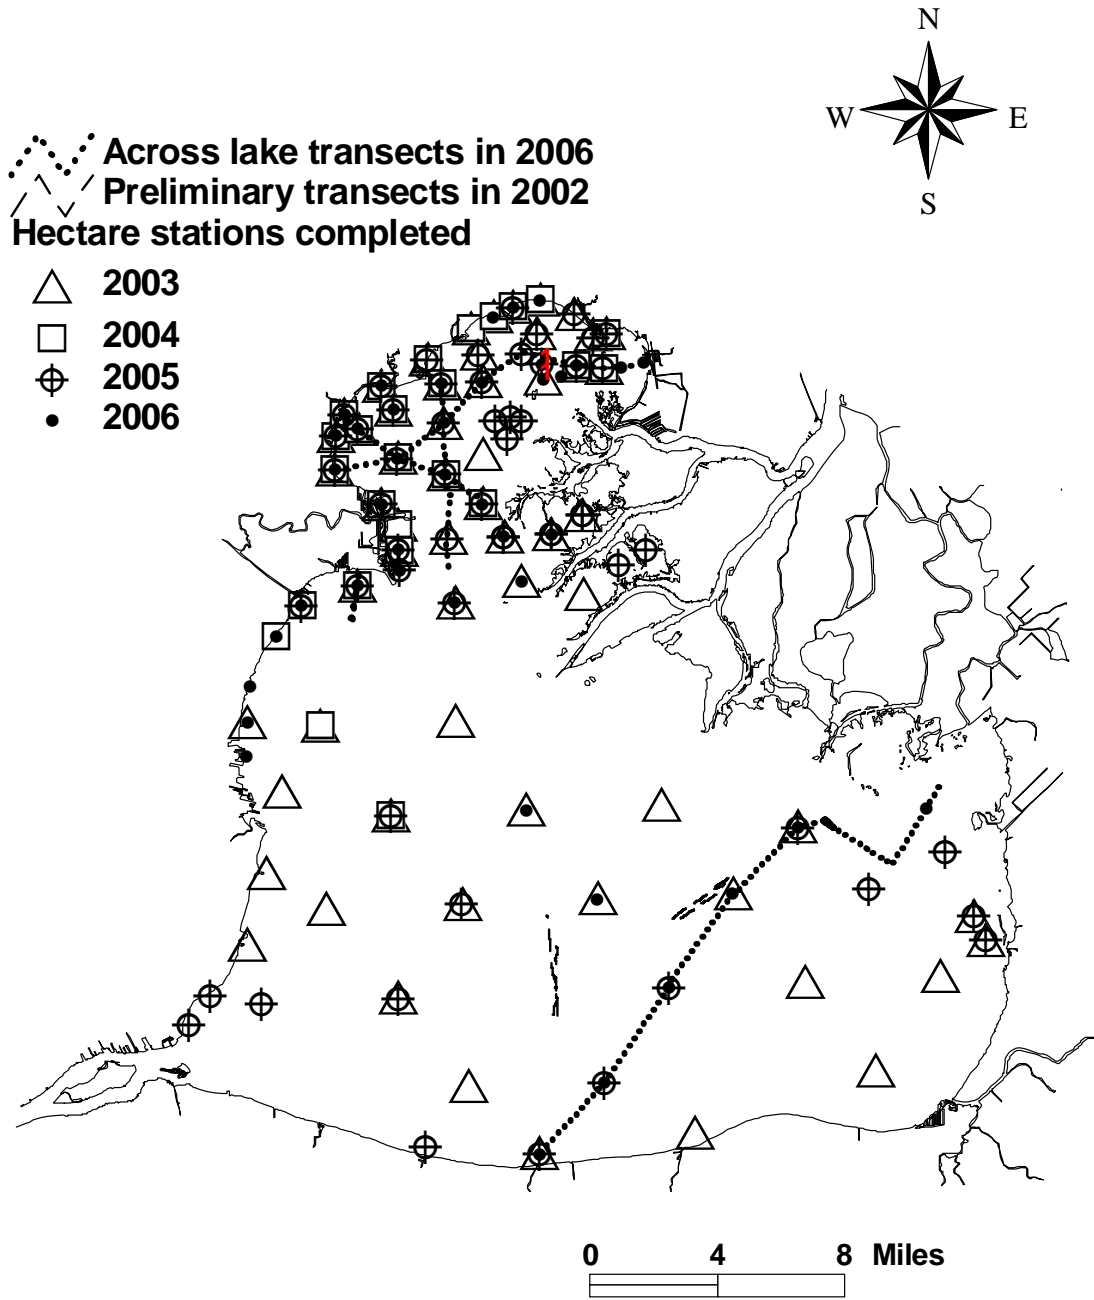 N
W E
S
Across lake transects in 2006
Preliminary transects in 2002
Hectare stations completed
2003
2004
2005
2006
1
0 4 8 Miles